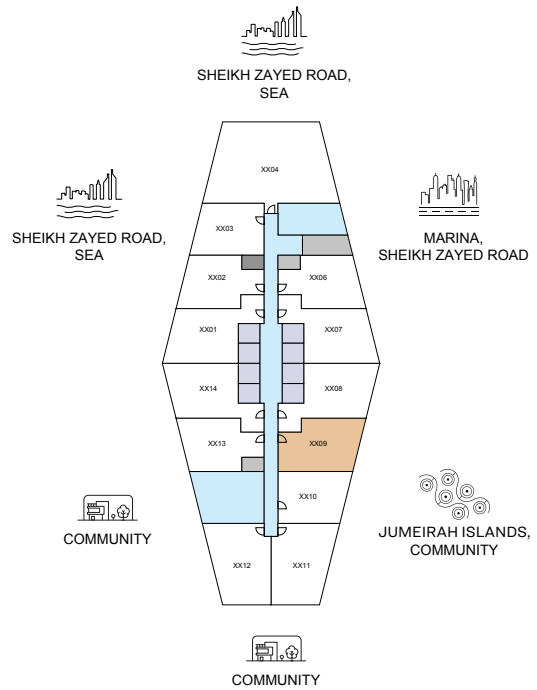 SHEIKH ZAYED ROAD,
SEA
XX04
SHEIKH ZAYED ROAD,
SEA
XX03
MARINA,
SHEIKH ZAYED ROAD
XX02
XX06
XX01
XX07
XX14
XX08
XX13
XX09
XX10
COMMUNITY
JUMEIRAH ISLANDS,
COMMUNITY
XX12
XX11
COMMUNITY